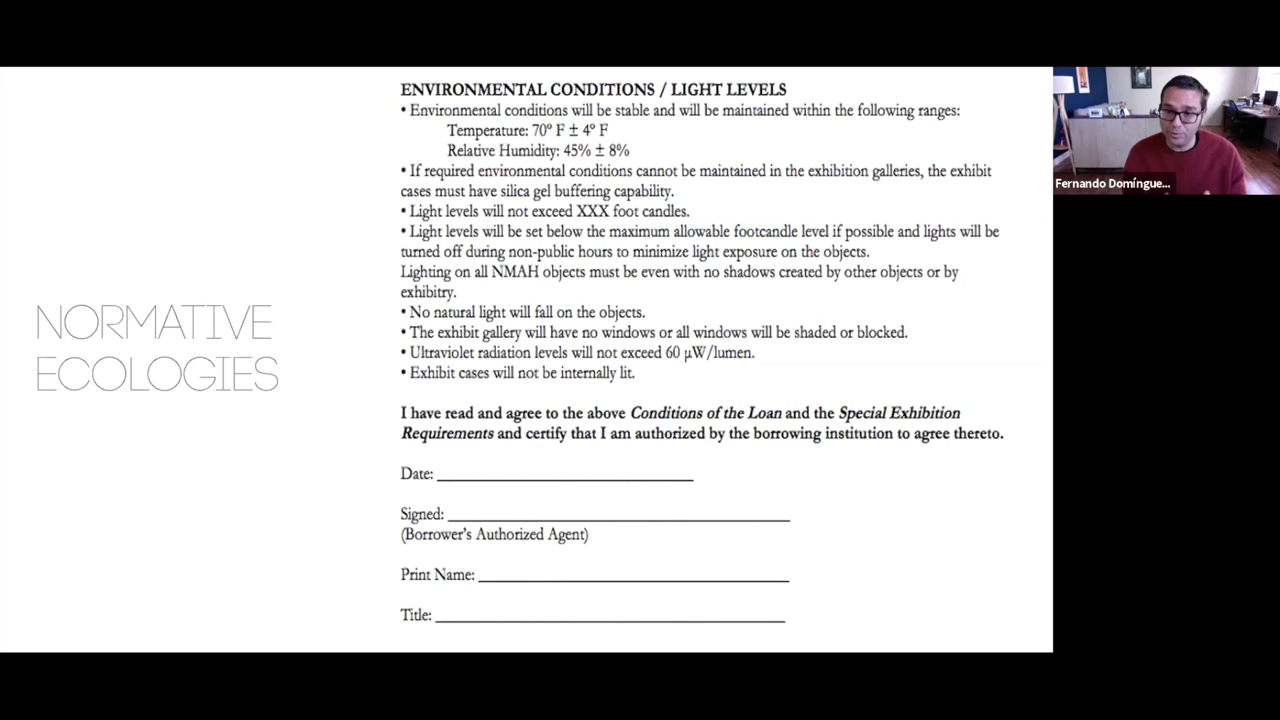 NORMATIVE
ECOLOGIES
ENVIRONMENTAL CONDITIONS / LIGHT LEVELS
• Environmental conditions will be stable and will be maintained within the following ranges:
Temperature: 70° F ± 4° F
Relative Humidity: 45% ± 8%
• If required environmental conditions cannot be maintained in the exhibition galleries, the exhibit
cases must have silica gel buffering capability.
• Light levels will not exceed XXX foot candles.
• Light levels will be set below the maximum allowable footcandle level if possible and lights will be
turned off during non-public hours to minimize light exposure on the objects.
Lighting on all NMAH objects must be even with no shadows created by other objects or by
exhibitry.
• No natural light will fall on the objects.
• The exhibit gallery will have no windows or all windows will be shaded or blocked.
• Ultraviolet radiation levels will not exceed 60 µW/lumen.
• Exhibit cases will not be internally lit.
I have read and agree to the above Conditions of the Loan and the Special Exhibition
Requirements and certify that I am authorized by the borrowing institution to agree thereto.
Date: ____________________
Signed: ____________________
(Borrower's Authorized Agent)
Print Name: ____________________
Title: ____________________
Fernando Domíngue...